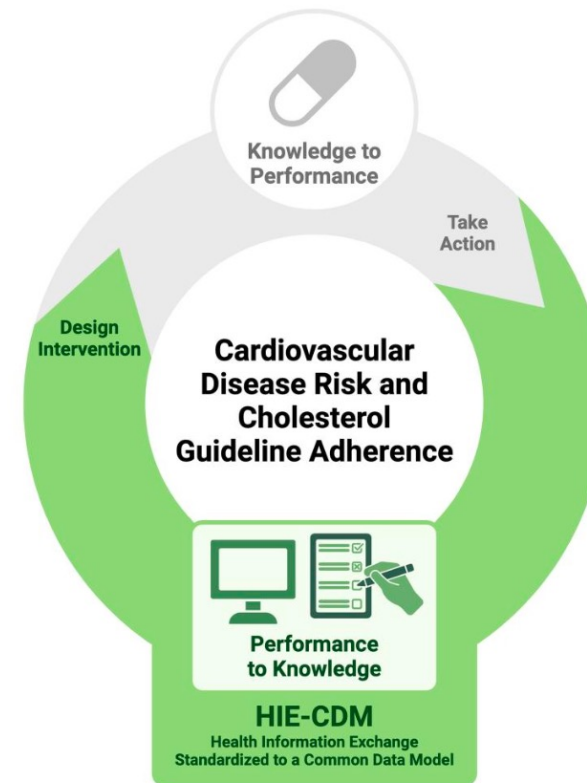 Knowledge to
Performance
Take
Action
Design
Intervention
Cardiovascular
Disease Risk and
Cholesterol
Guideline Adherence
Performance
to Knowledge
HIE-CDM
Health Information Exchange
Standardized to a Common Data Model